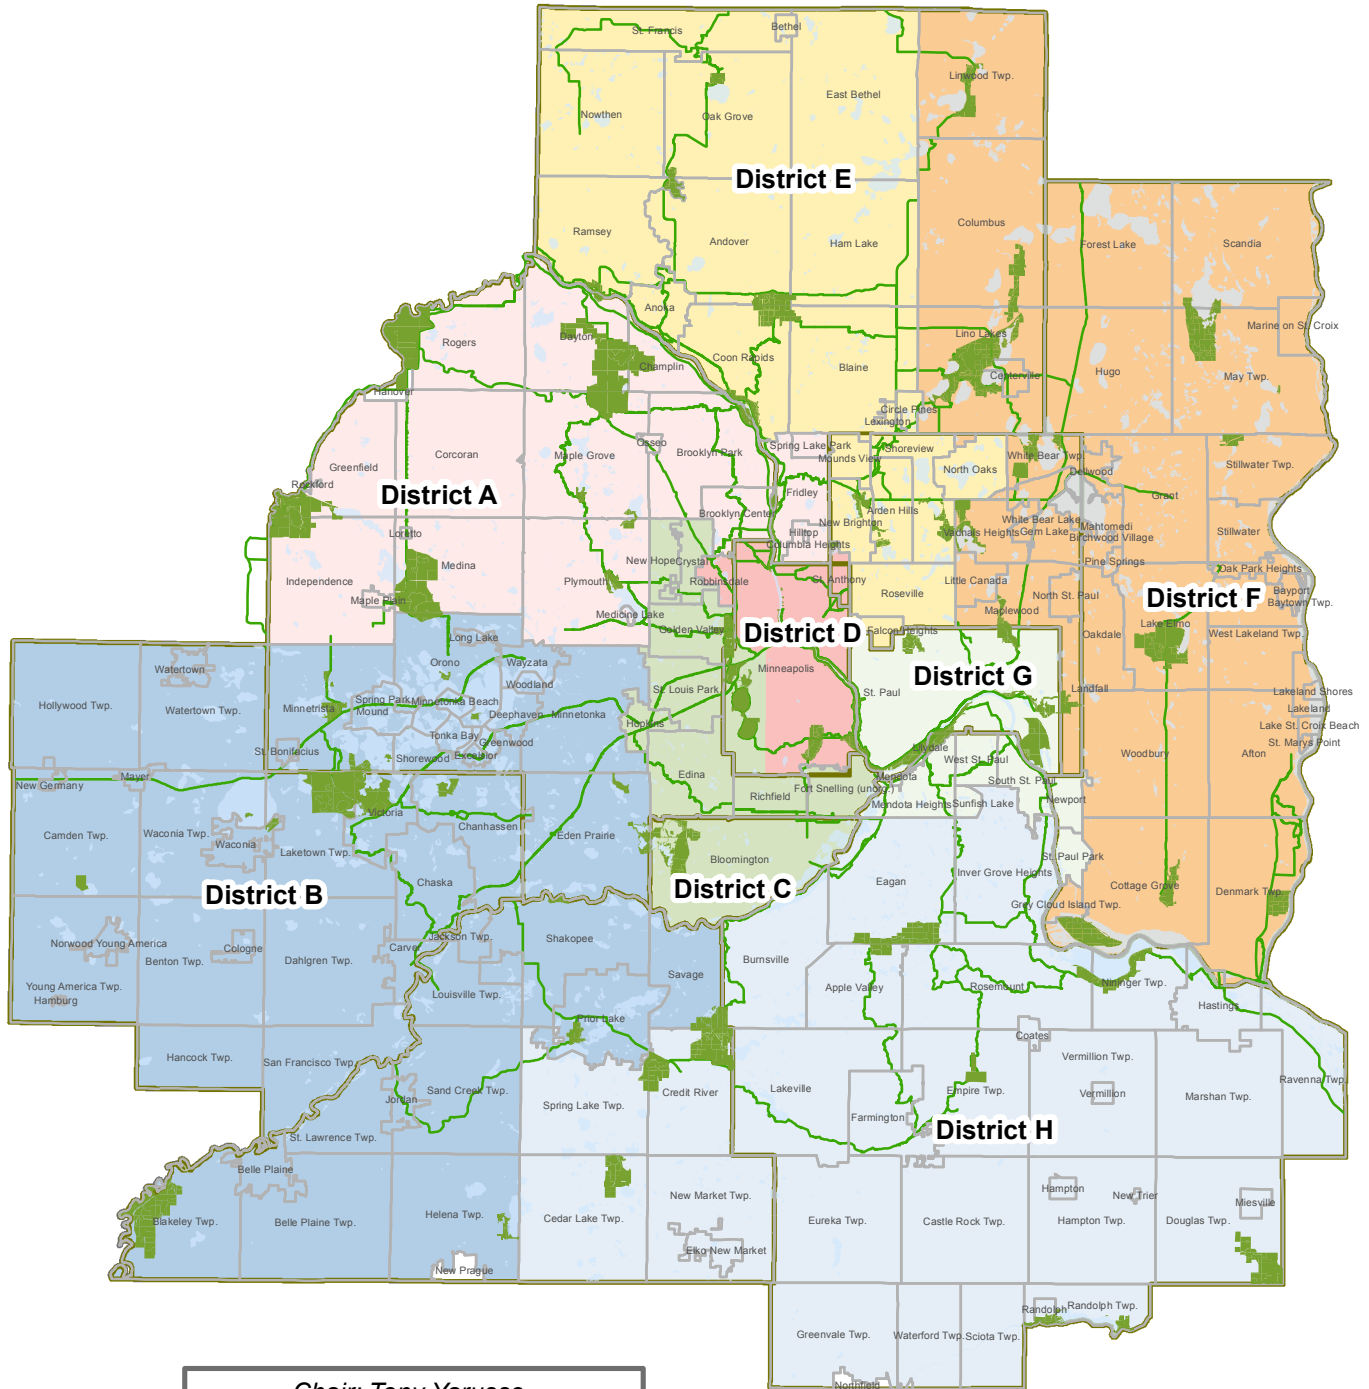 St. Francis
Bethel
Linwood Twp.
East Bethel
Nowthen
Oak Grove
District E
Ramsey
Andover
Ham Lake
Columbus
Forest Lake
Scandia
Anoka
Rogers
Dayton
Champlin
Coon Rapids
Blaine
Lino Lakes
Centerville
Hugo
Marine on St. Croix
May Twp.
Hanover
Circle Pines
Lexington
Osseo
Corcoran
Maple Grove
Brooklyn Park
Spring Lake Park
Mounds View
Shoreview
North Oaks
White Bear Twp.
Dellwood
Stillwater Twp.
Greenfield
Rockford
District A
Fridley
Grant
Brooklyn Center
New Brighton
Arden Hills
White Bear Lake
Mahtomedi
Hilltop
Columbia Heights
Vadnais Heights
Gem Lake
Birchwood Village
Stillwater
Loretto
Medina
New Hope
Crystal
Pine Springs
Oak Park Heights
Independence
Plymouth
Robbinsdale
St. Anthony
Roseville
Little Canada
North St. Paul
District F
Bayport
Baytown Twp.
Maple Plain
Medicine Lake
Maplewood
Lake Elmo
Golden Valley
District D
Falcon Heights
Oakdale
West Lakeland Twp.
Long Lake
Orono
Wayzata
Woodland
Minneapolis
District G
Watertown
Hollywood Twp.
Watertown Twp.
Minnetrista
Spring Park
Mound
Minnetonka Beach
Deephaven
Minnetonka
St. Louis Park
Hopkins
St. Paul
Landfall
Lakeland Shores
Lakeland
Lake St. Croix Beach
St. Marys Point
Tonka Bay
Greenwood
St. Bonifacius
Shorewood
Excelsior
Lilydale
West St. Paul
Woodbury
Afton
New Germany
Mayer
Edina
Mendota
South St. Paul
Richfield
Fort Snelling (unorg.)
Mendota Heights
Sunfish Lake
Newport
Victoria
Chanhassen
Camden Twp.
Waconia Twp.
Waconia
Laketown Twp.
Eden Prairie
Bloomington
St. Paul Park
District B
Chaska
District C
Eagan
Inver Grove Heights
Cottage Grove
Denmark Twp.
Grey Cloud Island Twp.
Norwood Young America
Cologne
Benton Twp.
Dahlgren Twp.
Carver
Jackson Twp.
Shakopee
Savage
Burnsville
Apple Valley
Rosemount
Nininger Twp.
Hastings
Young America Twp.
Hamburg
Louisville Twp.
Prior Lake
Coates
Hancock Twp.
San Francisco Twp.
Sand Creek Twp.
Jordan
Spring Lake Twp.
Credit River
Lakeville
Farmington
Empire Twp.
Vermillion Twp.
Vermillion
Marshan Twp.
Ravenna Twp.
St. Lawrence Twp.
District H
Belle Plaine
Blakeley Twp.
Belle Plaine Twp.
Helena Twp.
Cedar Lake Twp.
New Market Twp.
Elko New Market
Eureka Twp.
Castle Rock Twp.
Hampton
New Trier
Hampton Twp.
Douglas Twp.
Miesville
New Prague
Randolph
Randolph Twp.
Greenvale Twp.
Waterford Twp.
Sciota Twp.
Northfield
Chair: Tony Yarusso